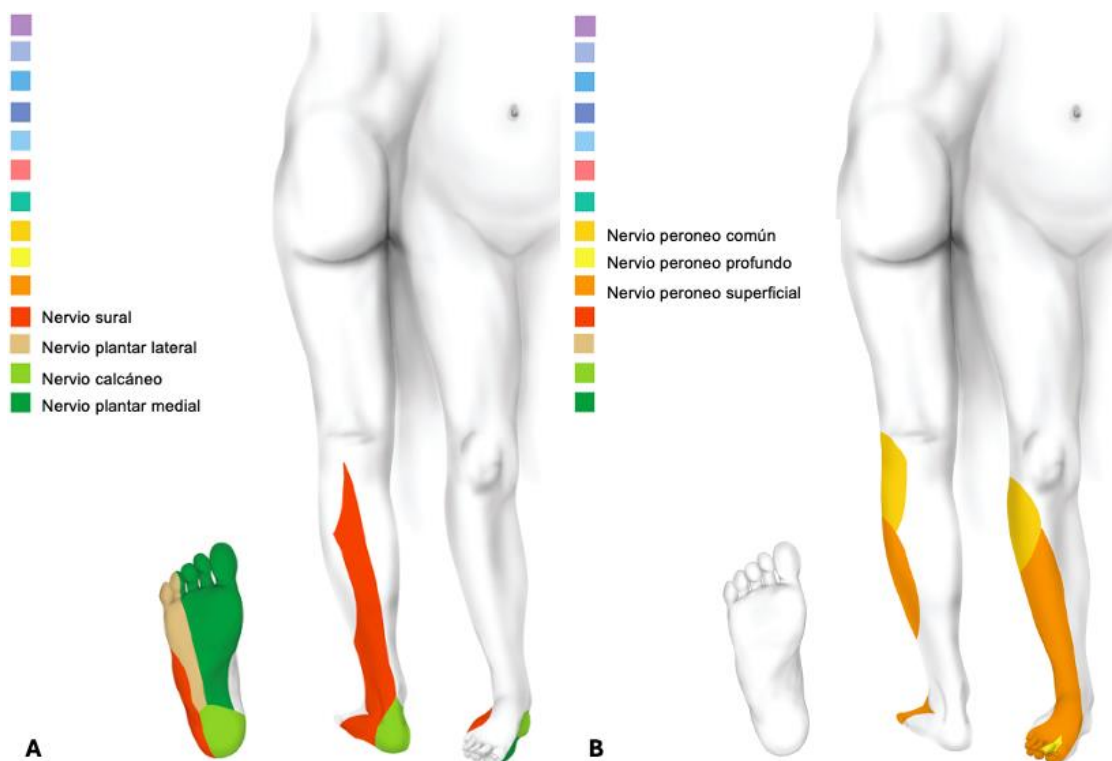 Nervio sural
Nervio plantar lateral
Nervio calcáneo
Nervio plantar medial
A
Nervio peroneo común
Nervio peroneo profundo
Nervio peroneo superficial
B